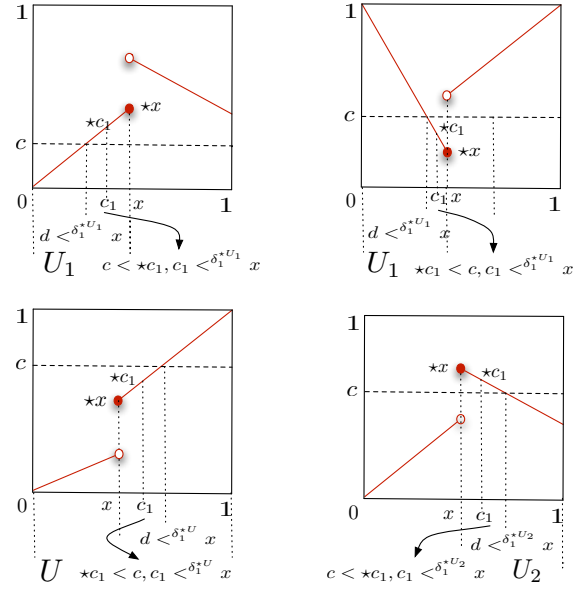 1
⋆x
⋆c₁
c
0 c₁ x 1
d <^{δ₁^{⋆U₁}} x
U₁ c < ⋆c₁, c₁ <^{δ₁^{⋆U₁}} x
1
c
⋆c₁
⋆x
0 c₁ x 1
d <^{δ₁^{⋆U₁}} x
U₁ ⋆c₁ < c, c₁ <^{δ₁^{⋆U₁}} x
1
c
⋆c₁
⋆x
0 x c₁ 1
d <^{δ₁^{⋆U}} x
U ⋆c₁ < c, c₁ <^{δ₁^{⋆U}} x
1
⋆x
⋆c₁
c
0 x c₁ 1
d <^{δ₁^{⋆U₂}} x
c < ⋆c₁, c₁ <^{δ₁^{⋆U₂}} x U₂